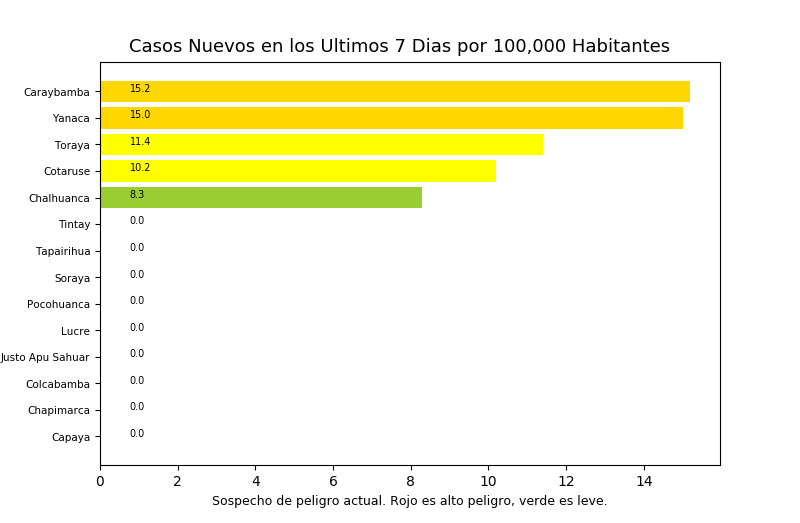 Casos Nuevos en los Ultimos 7 Dias por 100,000 Habitantes
Caraybamba 15.2
Yanaca 15.0
Toraya 11.4
Cotaruse 10.2
Chalhuanca 8.3
Tintay 0.0
Tapairihua 0.0
Soraya 0.0
Pocohuanca 0.0
Lucre 0.0
Justo Apu Sahuar 0.0
Colcabamba 0.0
Chapimarca 0.0
Capaya 0.0
0 2 4 6 8 10 12 14
Sospecho de peligro actual. Rojo es alto peligro, verde es leve.